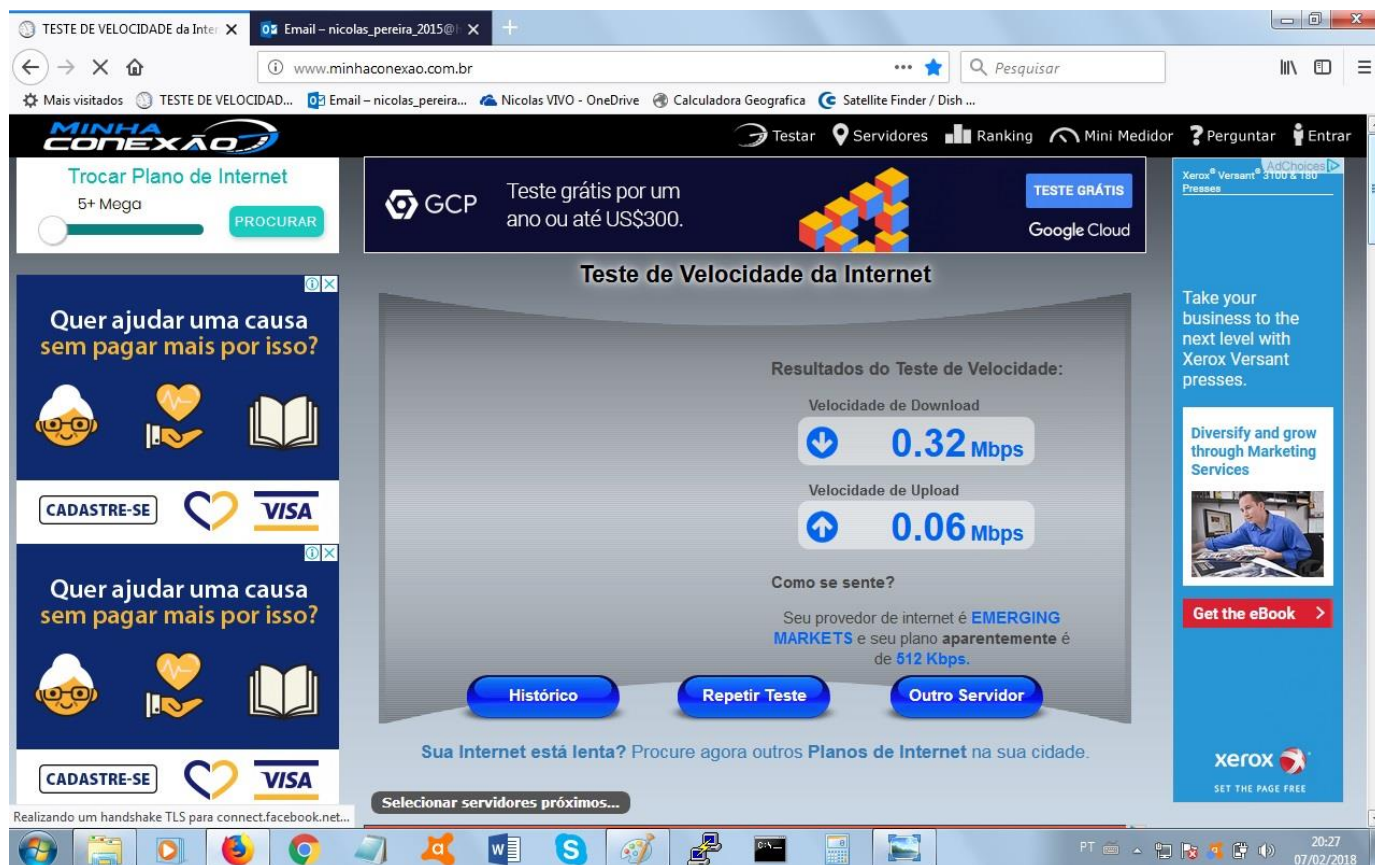 TESTE DE VELOCIDADE da Inter
Email – nicolas_pereira_2015@h
www.minhaconexao.com.br
Pesquisar
Mais visitados
TESTE DE VELOCIDAD...
Email – nicolas_pereira...
Nicolas VIVO - OneDrive
Calculadora Geografica
Satellite Finder / Dish ...
MINHA
CONEXÃO
Testar
Servidores
Ranking
Mini Medidor
Perguntar
Entrar
Trocar Plano de Internet
5+ Mega
PROCURAR
GCP
Teste grátis por um
ano ou até US$300.
TESTE GRÁTIS
Google Cloud
AdChoices
Xerox® Versant® 3100 & 180
Presses
Quer ajudar uma causa
sem pagar mais por isso?
CADASTRE-SE
VISA
Quer ajudar uma causa
sem pagar mais por isso?
CADASTRE-SE
VISA
Teste de Velocidade da Internet
Resultados do Teste de Velocidade:
Velocidade de Download
0.32 Mbps
Velocidade de Upload
0.06 Mbps
Como se sente?
Seu provedor de internet é EMERGING
MARKETS e seu plano aparentemente é
de 512 Kbps.
Histórico
Repetir Teste
Outro Servidor
Sua Internet está lenta? Procure agora outros Planos de Internet na sua cidade.
Selecionar servidores próximos...
Take your
business to the
next level with
Xerox Versant
presses.
Diversify and grow
through Marketing
Services
Get the eBook
xerox
SET THE PAGE FREE
Realizando um handshake TLS para connect.facebook.net...
PT
20:27
07/02/2018